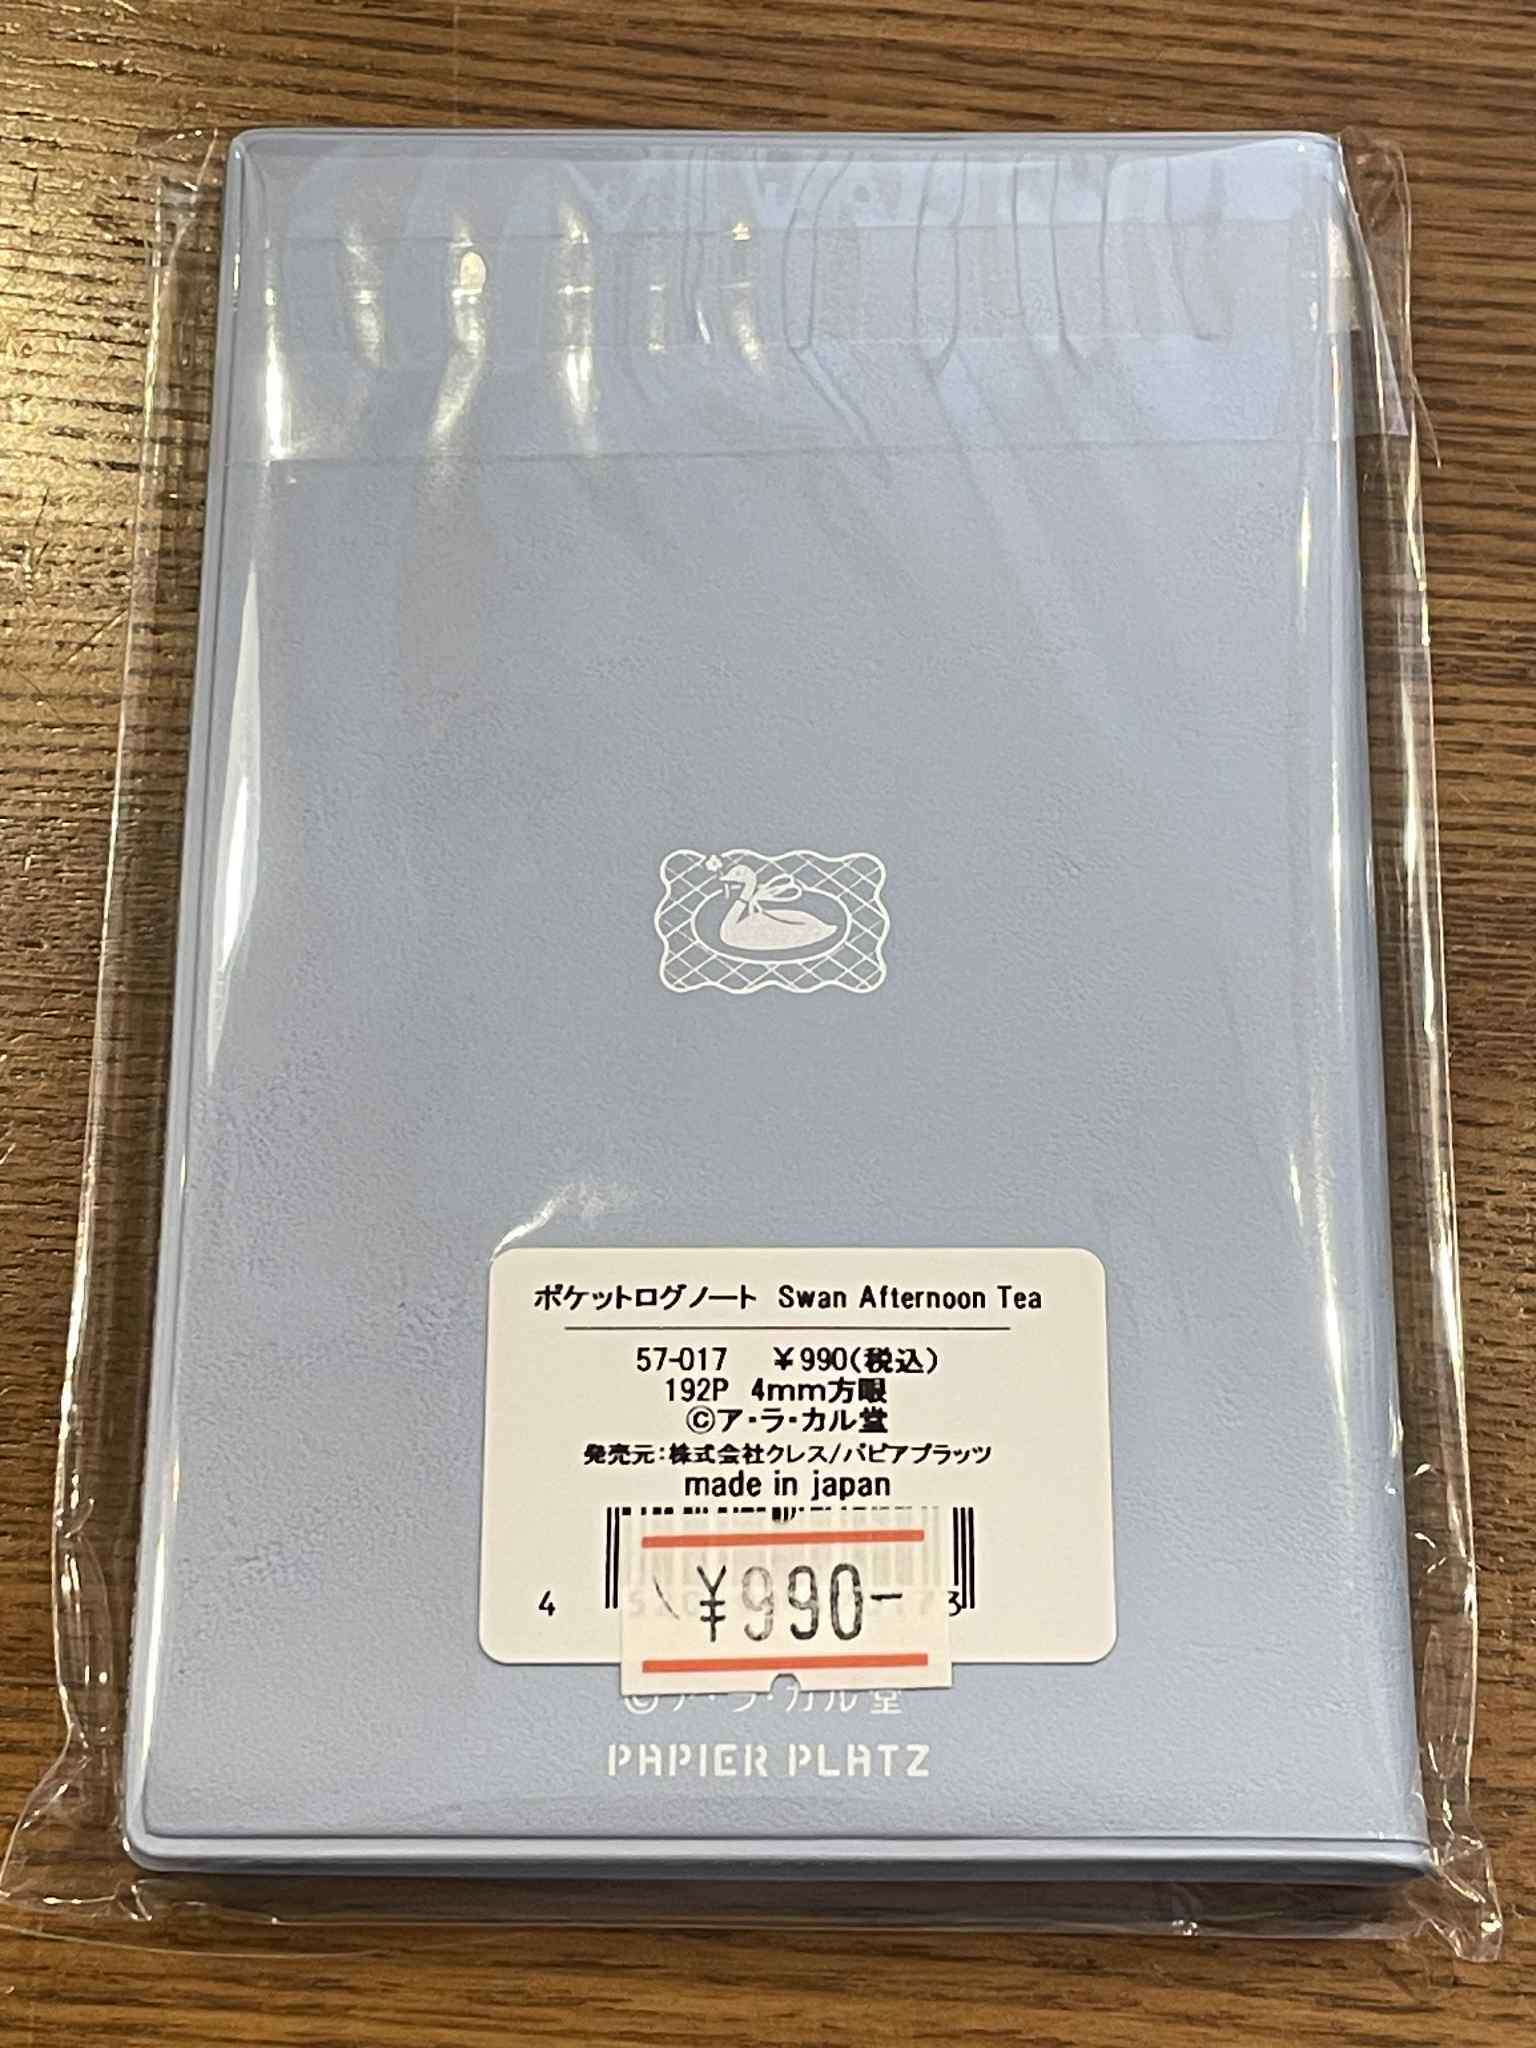 ポケットログノート Swan Afternoon Tea
57-017 ¥990(税込)
192P 4mm方眼
©ア・ラ・カル堂
発売元:株式会社クレス/パピアプラッツ
made in japan
4 3
¥990-
©ア・ラ・カル堂
PAPIER PLATZ